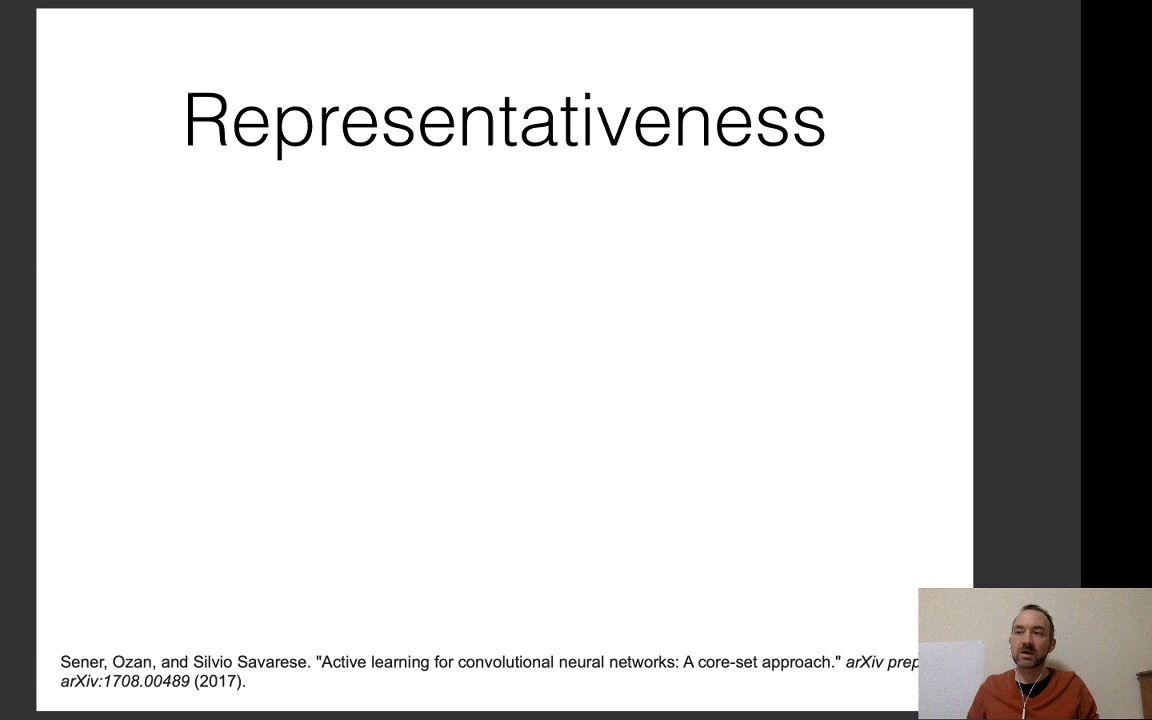 Representativeness
Sener, Ozan, and Silvio Savarese. "Active learning for convolutional neural networks: A core-set approach." arXiv
arXiv:1708.00489 (2017).